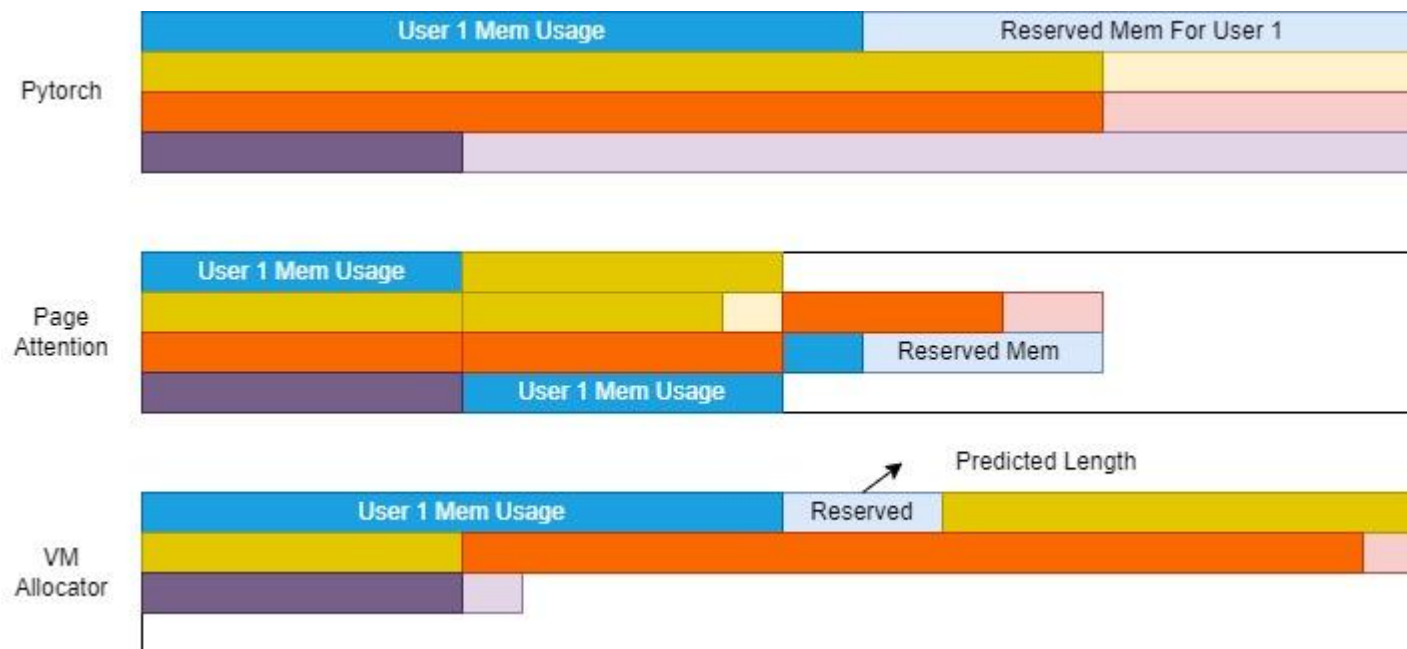 User 1 Mem Usage
Reserved Mem For User 1
Pytorch
User 1 Mem Usage
Page
Attention
Reserved Mem
User 1 Mem Usage
Predicted Length
User 1 Mem Usage
Reserved
VM
Allocator